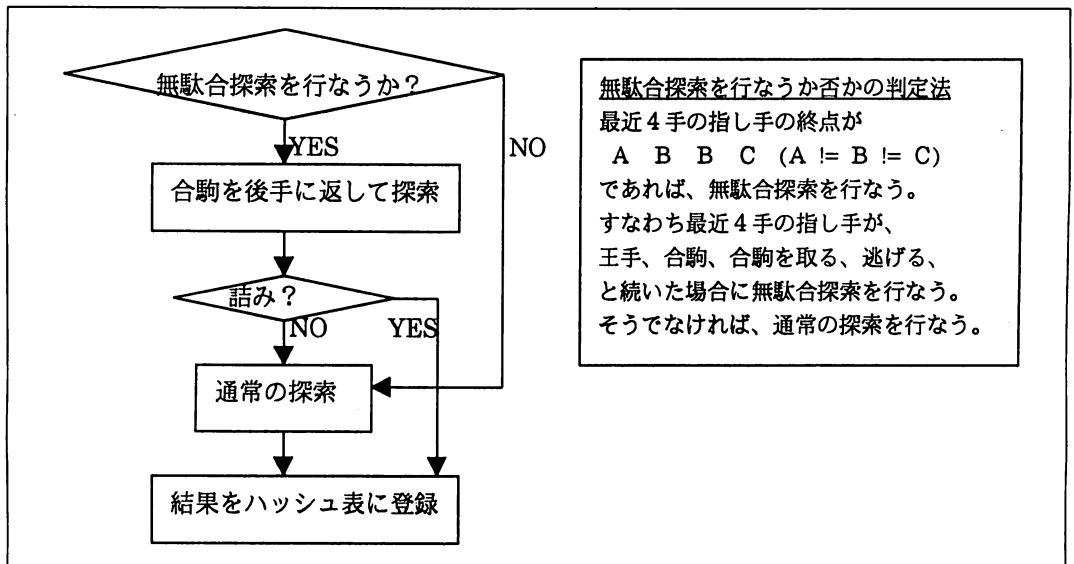 無駄合探索を行なうか？
YES
NO
合駒を後手に返して探索
詰み？
NO
YES
通常の探索
結果をハッシュ表に登録
無駄合探索を行なうか否かの判定法
最近４手の指し手の終点が
A B B C (A != B != C)
であれば、無駄合探索を行なう。
すなわち最近４手の指し手が、
王手、合駒、合駒を取る、逃げる、
と続いた場合に無駄合探索を行なう。
そうでなければ、通常の探索を行なう。